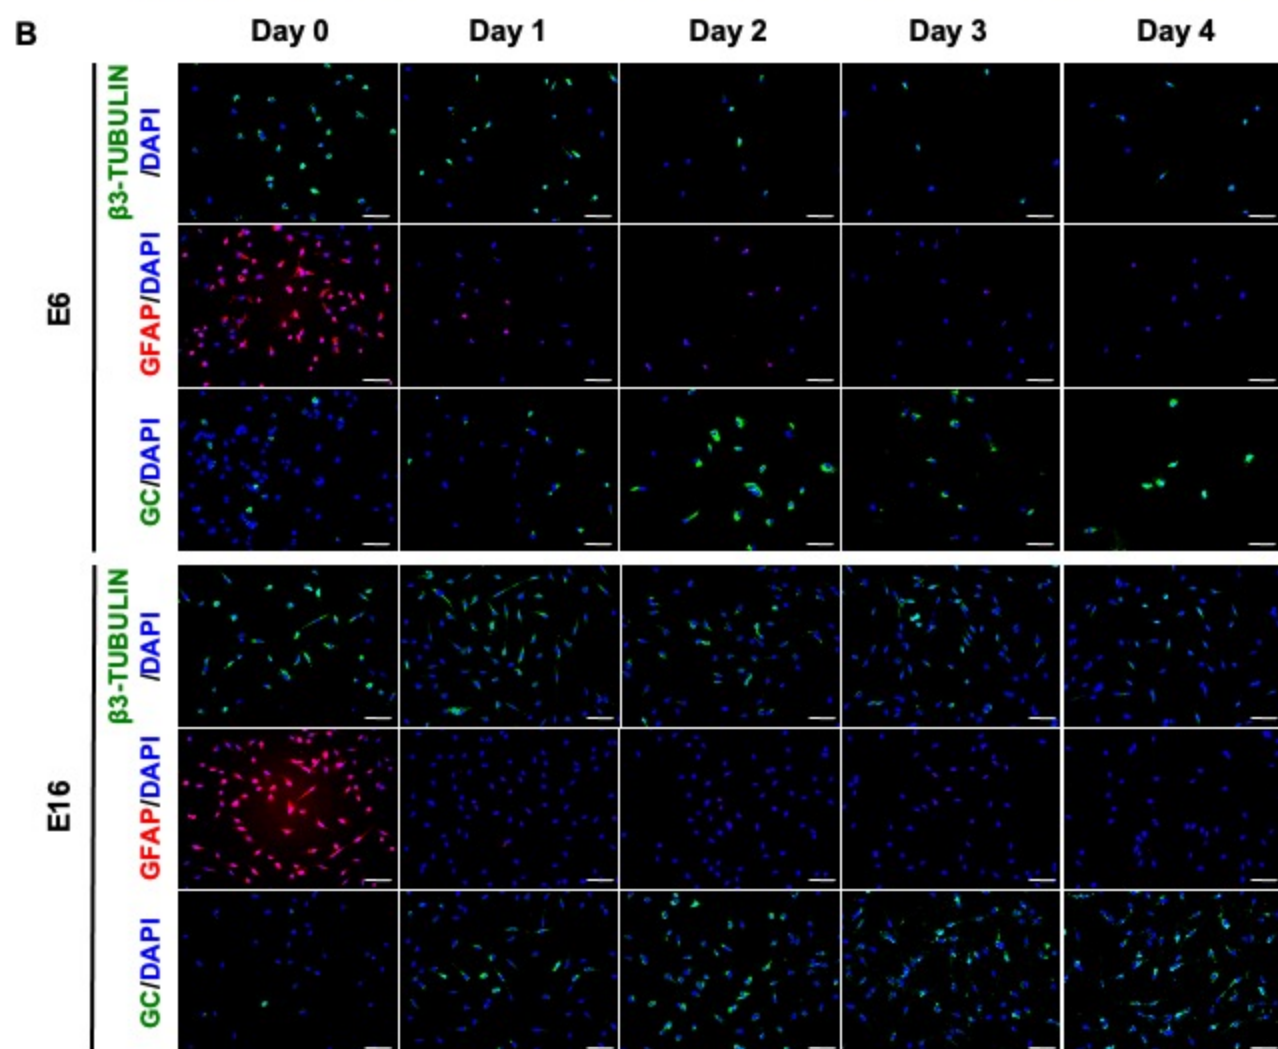 B
Day 0 Day 1 Day 2 Day 3 Day 4
E6
β3-TUBULIN
/DAPI
GFAP/DAPI
GC/DAPI
E16
β3-TUBULIN
/DAPI
GFAP/DAPI
GC/DAPI